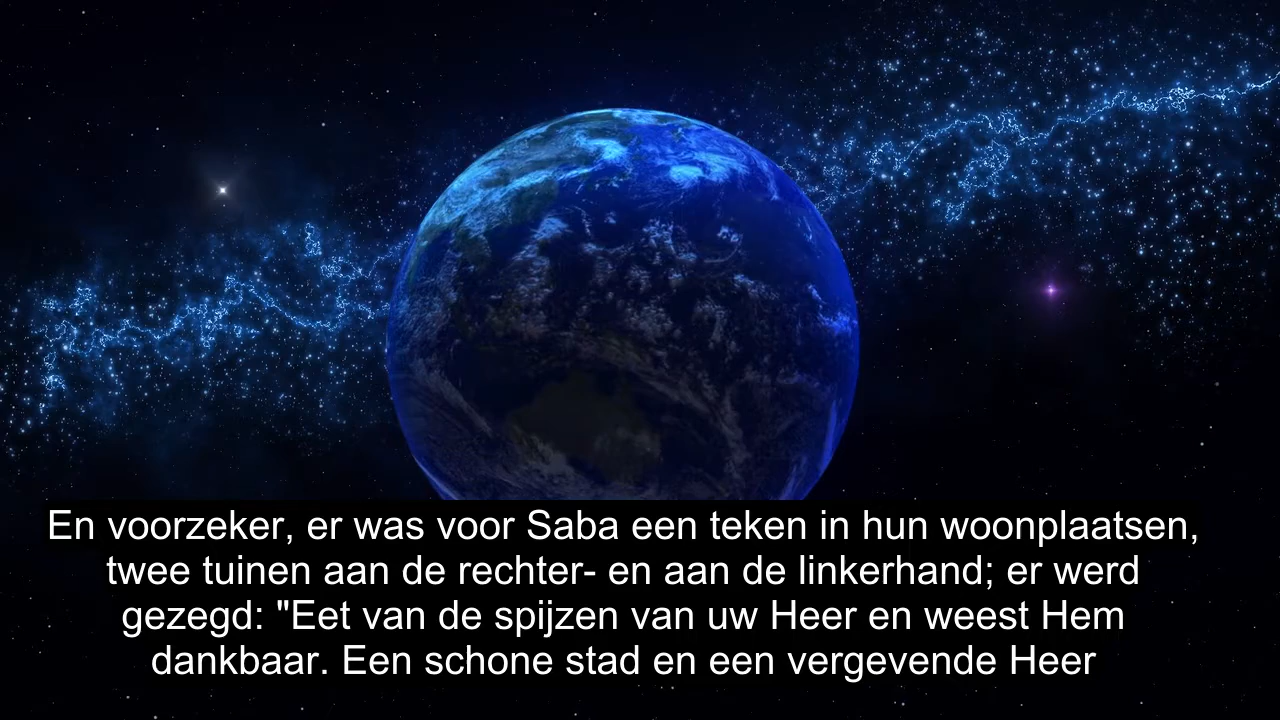 En voorzeker, er was voor Saba een teken in hun woonplaatsen,
twee tuinen aan de rechter- en aan de linkerhand; er werd
gezegd: "Eet van de spijzen van uw Heer en weest Hem
dankbaar. Een schone stad en een vergevende Heer